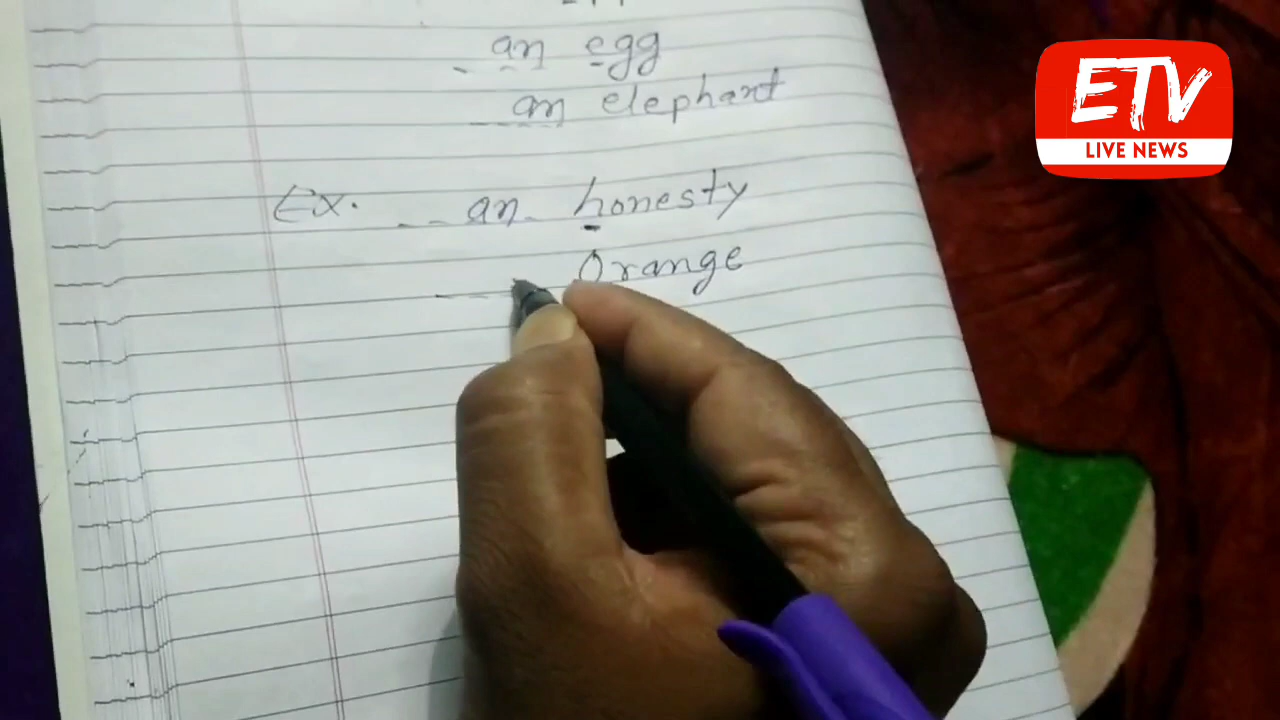 an egg
an elephant
Ex. an honesty
Orange
ETV
LIVE NEWS